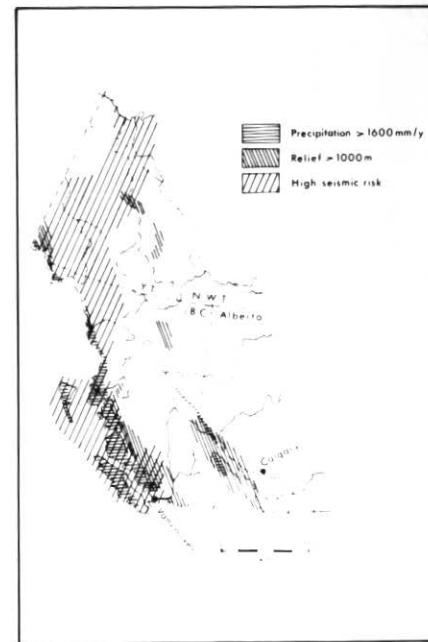 Precipitation > 1600 mm/y
Relief > 1000 m
High seismic risk
Y T
N W T
B C Alberta
Calgary